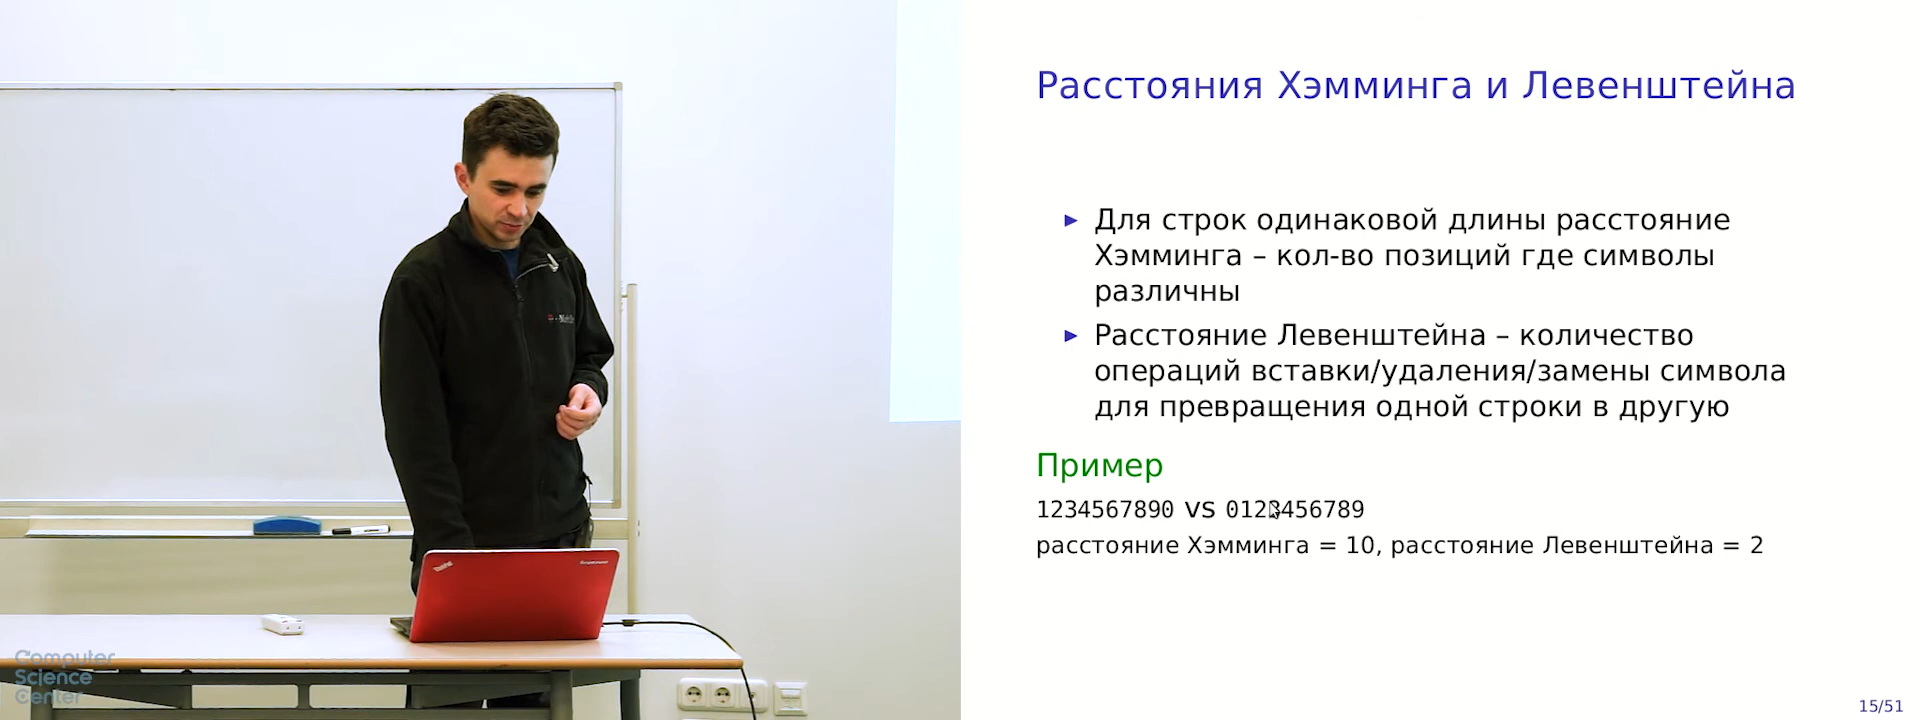 Расстояния Хэмминга и Левенштейна
▸ Для строк одинаковой длины расстояние
Хэмминга – кол-во позиций где символы
различны
▸ Расстояние Левенштейна – количество
операций вставки/удаления/замены символа
для превращения одной строки в другую
Пример
1234567890 vs 0123456789
расстояние Хэмминга = 10, расстояние Левенштейна = 2
15/51
Computer
Science
Center
ThinkPad